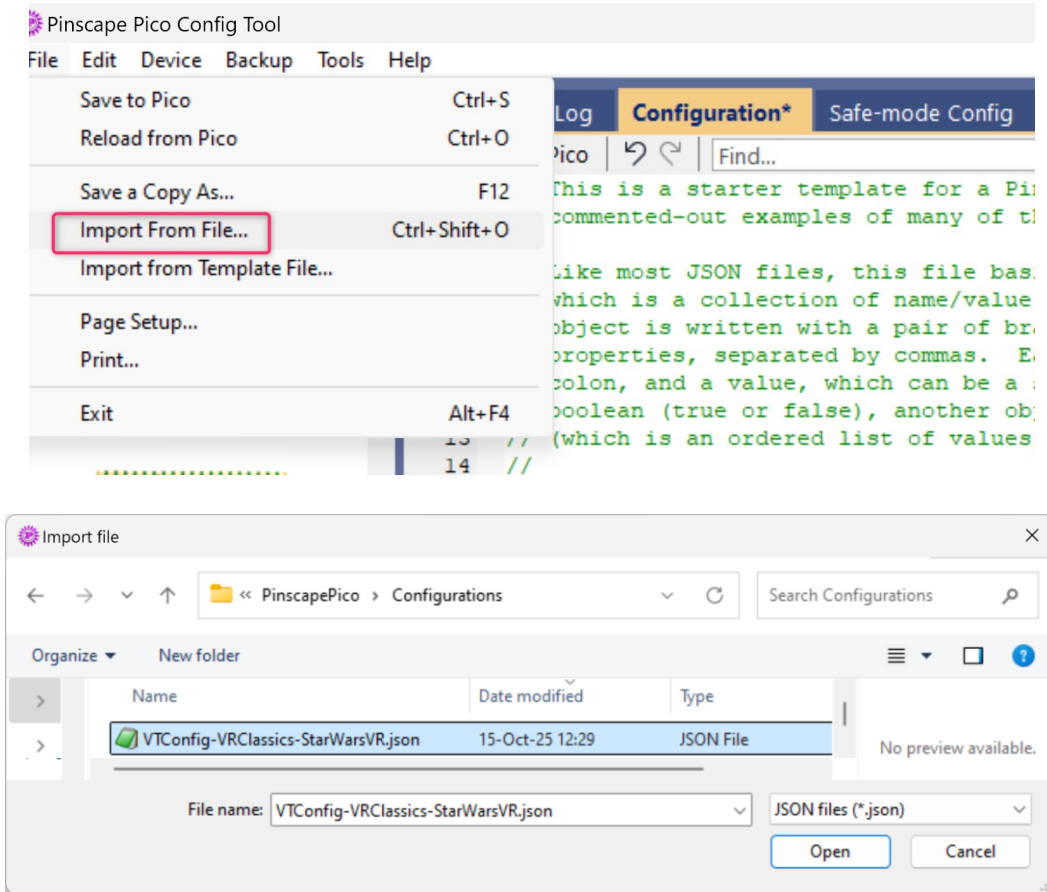 Pinscape Pico Config Tool
File Edit Device Backup Tools Help
Save to Pico Ctrl+S
Reload from Pico Ctrl+O
Save a Copy As... F12
Import From File... Ctrl+Shift+O
Import from Template File...
Page Setup...
Print...
Exit Alt+F4
Log Configuration* Safe-mode Config
Pico Find...
This is a starter template for a
commented-out examples of many of
Like most JSON files, this file
which is a collection of name/value
object is written with a pair of
properties, separated by commas.
colon, and a value, which can be a
boolean (true or false), another
13 // (which is an ordered list of values
14 //
Import file
« PinscapePico > Configurations
Search Configurations
Organize New folder
Name Date modified Type
VTConfig-VRClassics-StarWarsVR.json 15-Oct-25 12:29 JSON File
No preview available.
File name: VTConfig-VRClassics-StarWarsVR.json JSON files (*.json)
Open Cancel